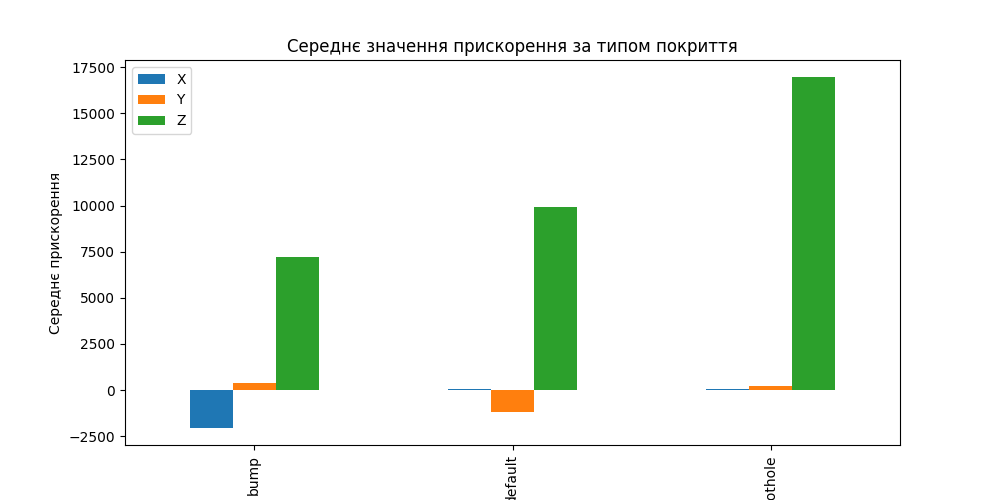 Середнє значення прискорення за типом покриття
X
Y
Z
Середнє прискорення
17500
15000
12500
10000
7500
5000
2500
0
−2500
bump
default
othole